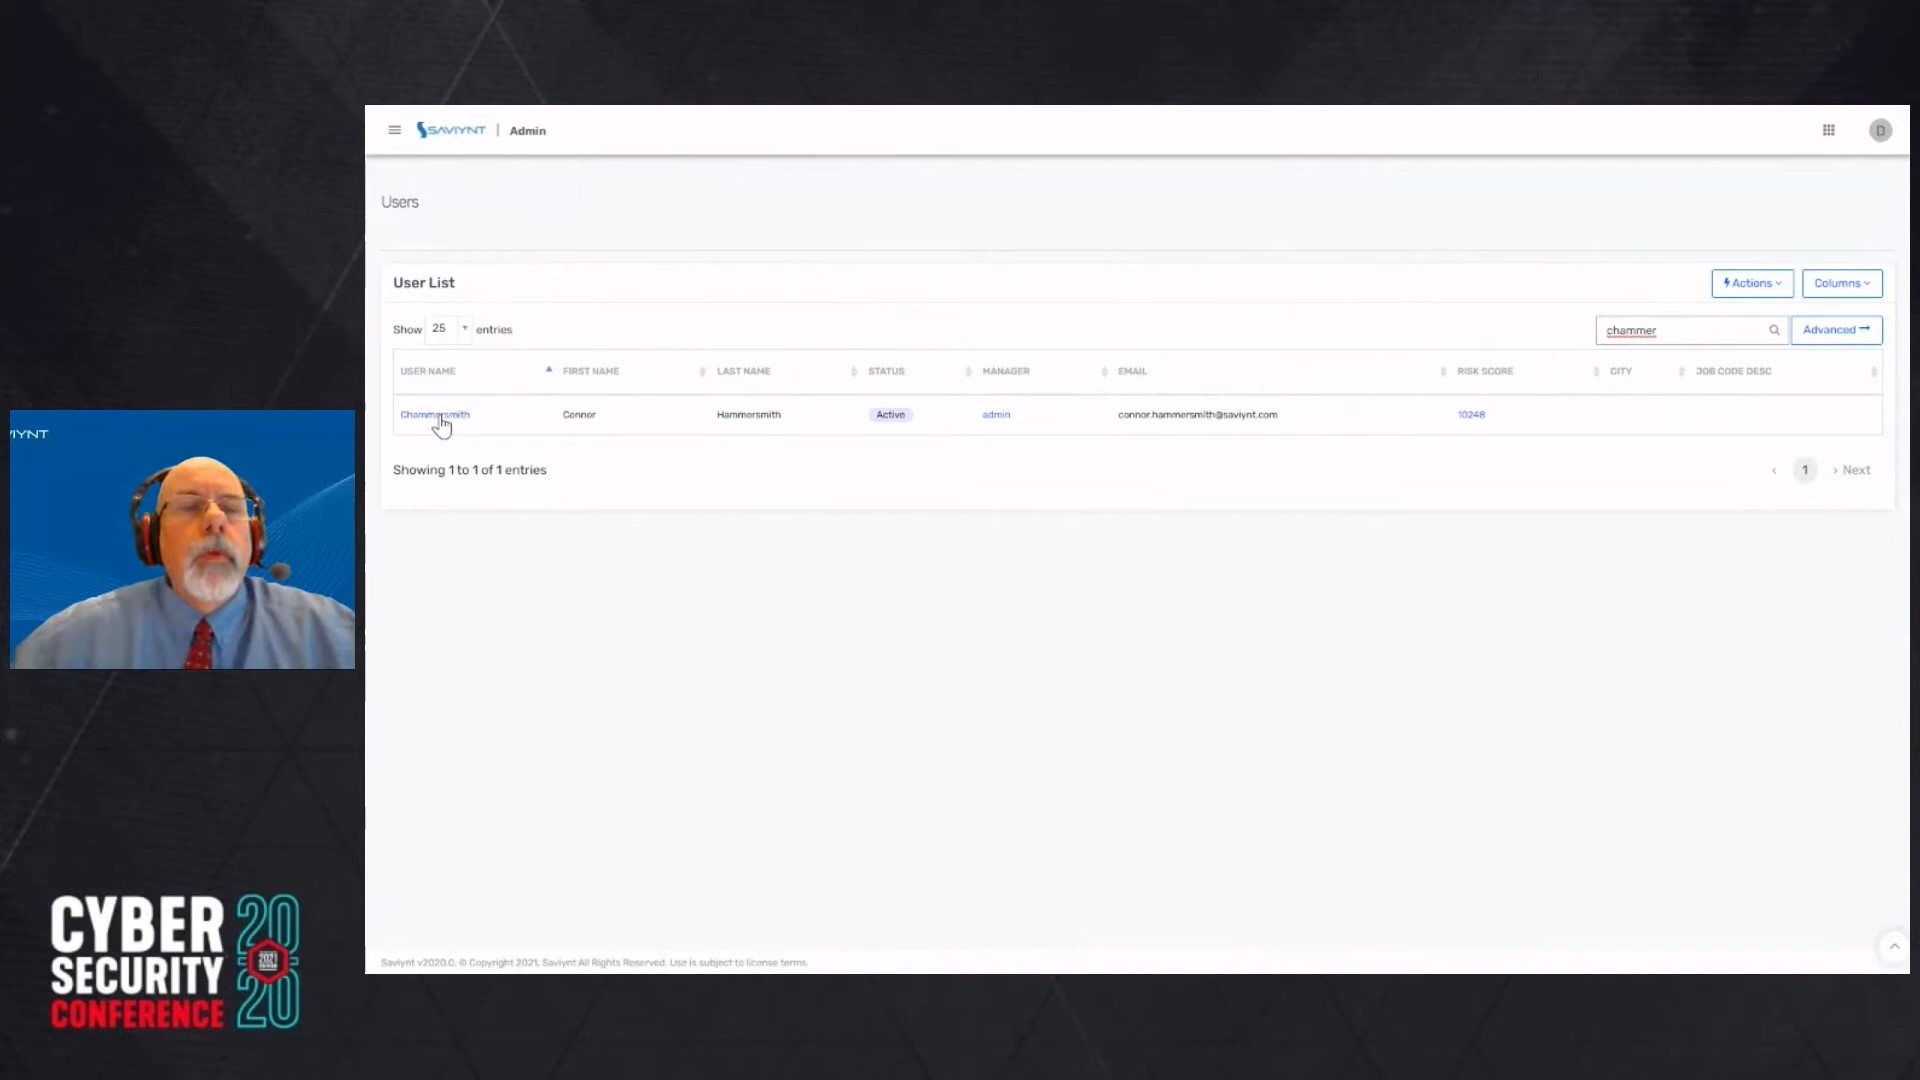 SAVIYNT | Admin
D
Users
User List
Actions
Columns
Show 25 entries
chammer
Advanced
USER NAME FIRST NAME LAST NAME STATUS MANAGER EMAIL RISK SCORE CITY JOB CODE DESC
Chammersmith Connor Hammersmith Active admin connor.hammersmith@saviynt.com 10248
Showing 1 to 1 of 1 entries
‹ 1 › Next
IYNT
CYBER
SECURITY
CONFERENCE
20
2021
20
Saviynt v2020.0, © Copyright 2021, Saviynt All Rights Reserved. Use is subject to license terms.